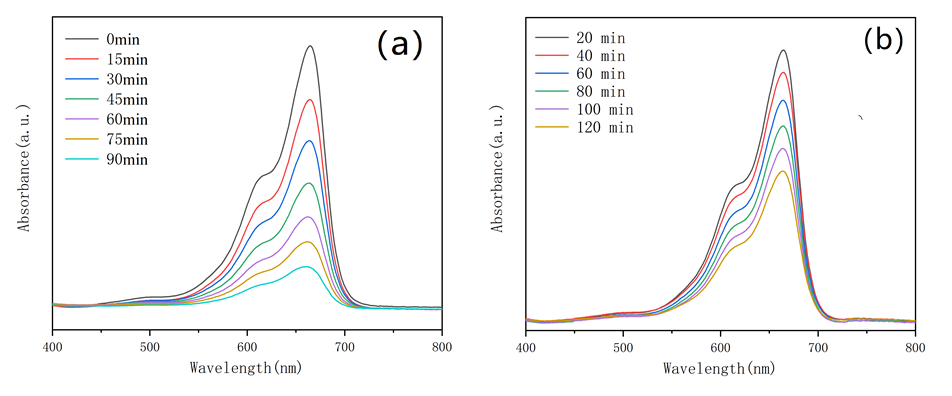 (a)
0min
15min
30min
45min
60min
75min
90min
Absorbance(a.u.)
400 500 600 700 800
Wavelength(nm)
(b)
20 min
40 min
60 min
80 min
100 min
120 min
Absorbance(a.u.)
400 500 600 700 800
Wavelength(nm)